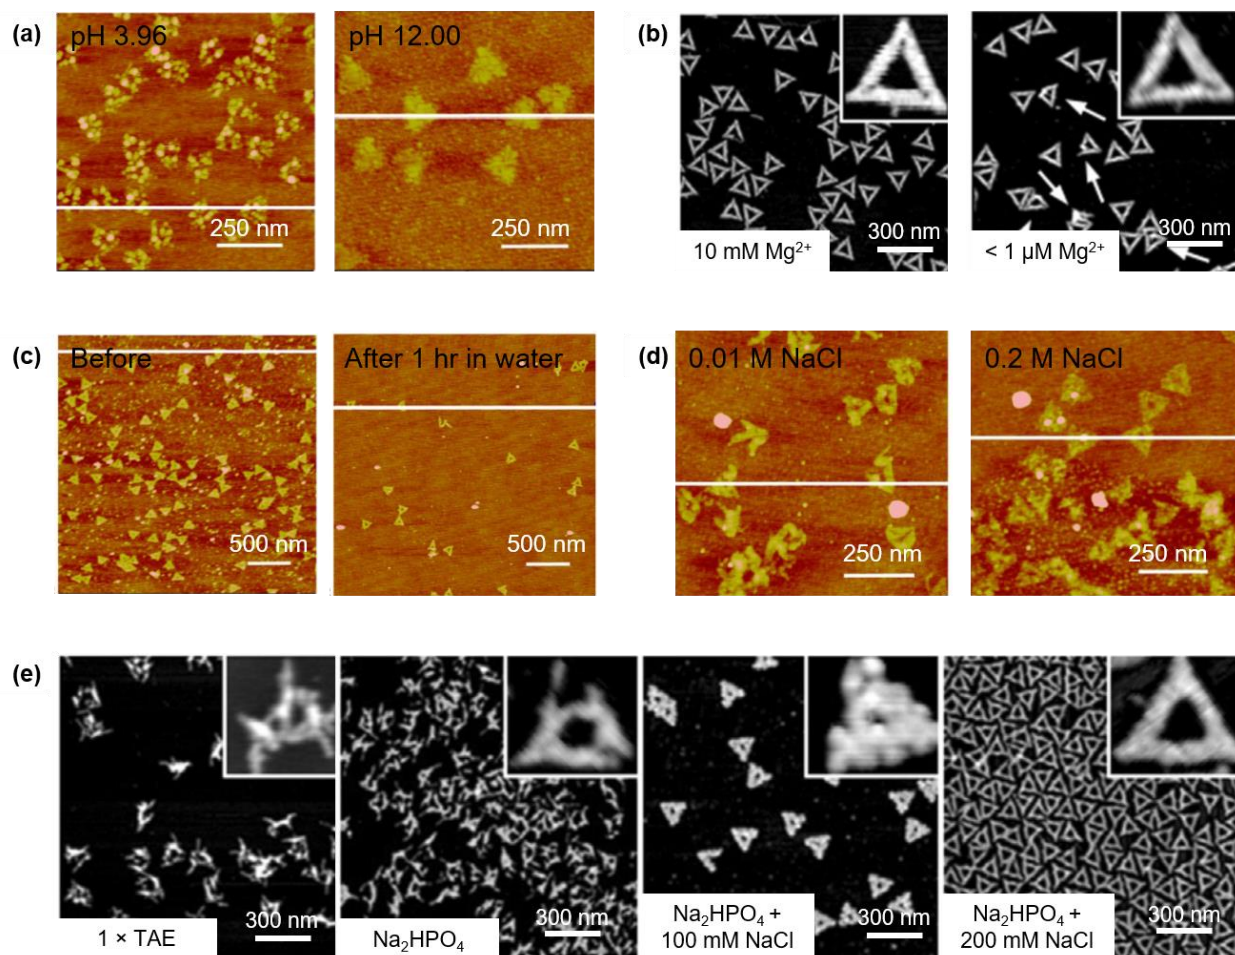 (a)
pH 3.96
250 nm
pH 12.00
250 nm
(b)
10 mM Mg²⁺
300 nm
< 1 µM Mg²⁺
300 nm
(c)
Before
500 nm
After 1 hr in water
500 nm
(d)
0.01 M NaCl
250 nm
0.2 M NaCl
250 nm
(e)
1 × TAE
300 nm
Na₂HPO₄
300 nm
Na₂HPO₄ +
100 mM NaCl
300 nm
Na₂HPO₄ +
200 mM NaCl
300 nm